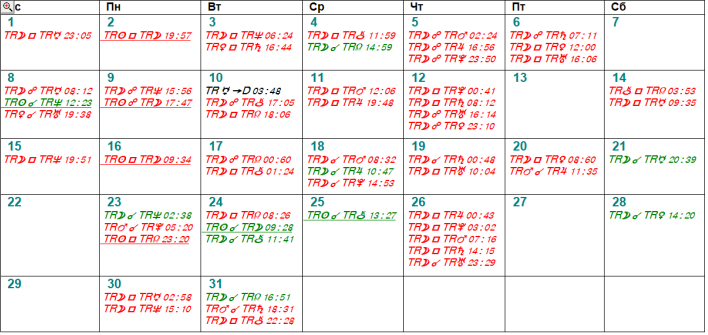 с
Пн
Вт
Ср
Чт
Пт
Сб
1
TR☽ □ TR☿ 23:05
2
TR☉ □ TR☽ 19:57
3
TR☽ □ TR♆ 06:24
TR♀ □ TR♄ 16:44
4
TR☽ □ TR⚷ 11:59
TR☽ ☌ TR☊ 14:59
5
TR☽ ☍ TR♂ 02:24
TR☽ ☍ TR♃ 16:56
TR☽ ☍ TR♇ 23:50
6
TR☽ ☍ TR♄ 07:11
TR☽ □ TR♀ 12:00
TR☽ □ TR♅ 16:06
7
8
TR☽ ☍ TR☿ 08:12
TR☉ ☌ TR♆ 12:23
TR♀ ☌ TR♅ 19:38
9
TR☽ ☍ TR♆ 15:56
TR☉ ☍ TR☽ 17:47
10
TR☿ →D 03:48
TR☽ ☍ TR⚷ 17:05
TR☽ □ TR☊ 18:06
11
TR☽ □ TR♂ 12:06
TR☽ □ TR♃ 19:48
12
TR☽ □ TR♇ 00:41
TR☽ □ TR♄ 08:12
TR☽ ☍ TR♅ 16:14
TR☽ ☍ TR♀ 23:10
13
14
TR⚷ □ TR☊ 03:53
TR☽ □ TR☿ 09:35
15
TR☽ □ TR♆ 19:51
16
TR☉ □ TR☽ 09:34
17
TR☽ ☍ TR☊ 00:60
TR☽ □ TR⚷ 01:24
18
TR☽ ☌ TR♂ 08:32
TR☽ ☌ TR♃ 10:47
TR☽ ☌ TR♇ 14:53
19
TR☽ ☌ TR♄ 00:48
TR☽ □ TR♅ 10:04
20
TR☽ □ TR♀ 08:60
TR♂ ☌ TR♃ 11:35
21
TR☽ ☌ TR☿ 20:39
22
23
TR☽ ☌ TR♆ 02:38
TR♂ ☌ TR♇ 05:20
TR☉ □ TR☊ 23:20
24
TR☽ □ TR☊ 08:26
TR☉ ☌ TR☽ 09:28
TR☽ ☌ TR⚷ 11:41
25
TR☉ ☌ TR⚷ 13:27
26
TR☽ □ TR♃ 00:43
TR☽ □ TR♇ 03:02
TR☽ □ TR♂ 07:16
TR☽ □ TR♄ 14:15
TR☽ ☌ TR♅ 23:29
27
28
TR☽ ☌ TR♀ 14:20
29
30
TR☽ □ TR☿ 02:58
TR☽ □ TR♆ 15:10
31
TR☽ ☌ TR☊ 16:51
TR♂ ☌ TR♄ 18:31
TR☽ □ TR⚷ 22:28